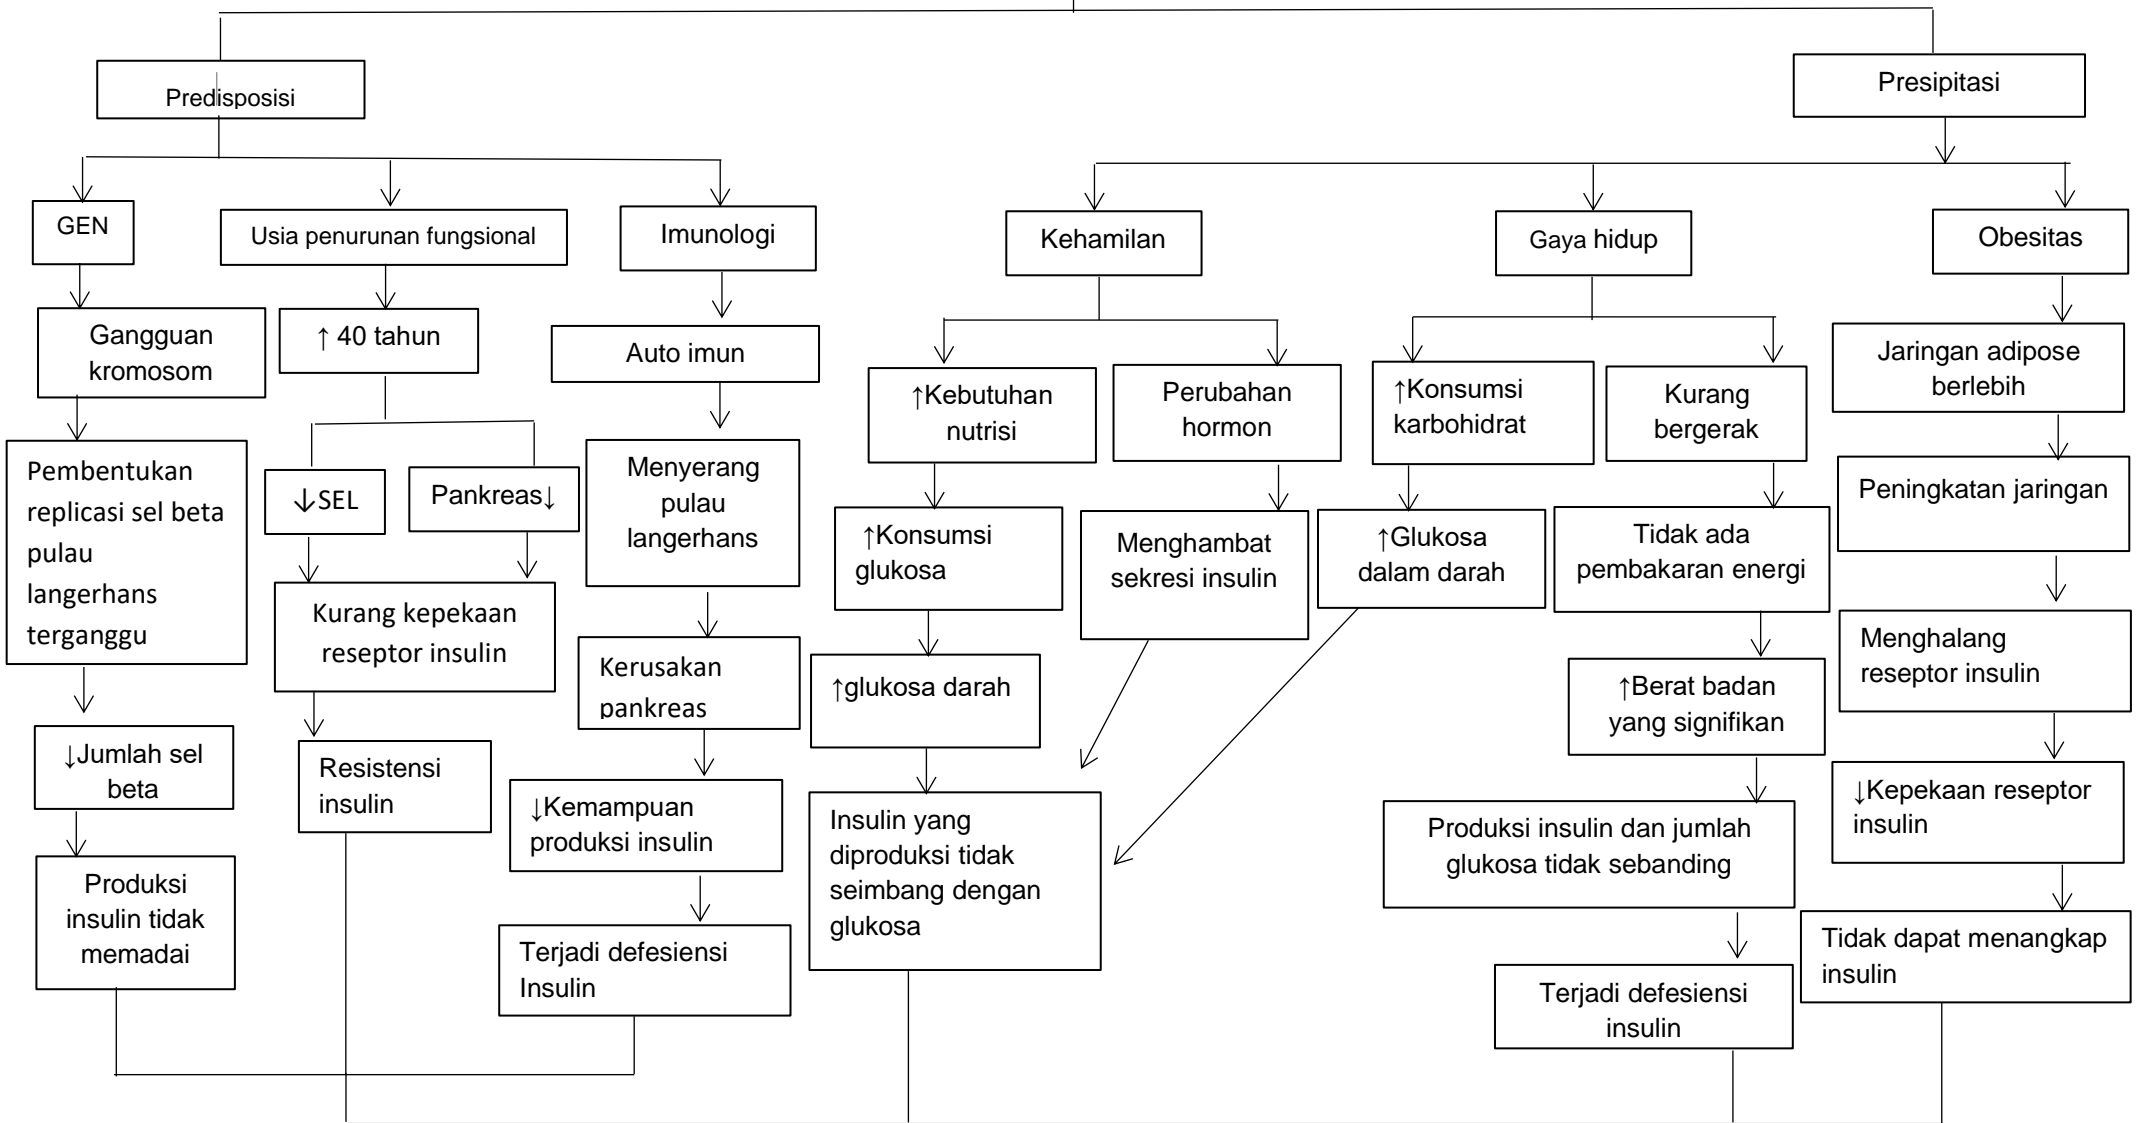 Predisposisi
Presipitasi
GEN
Usia penurunan fungsional
Imunologi
Kehamilan
Gaya hidup
Obesitas
Gangguan
kromosom
↑ 40 tahun
Auto imun
↑Kebutuhan
nutrisi
Perubahan
hormon
↑Konsumsi
karbohidrat
Kurang
bergerak
Jaringan adipose
berlebih
Pembentukan
replicasi sel beta
pulau
langerhans
terganggu
↓SEL
Pankreas↓
Menyerang
pulau
langerhans
↑Konsumsi
glukosa
Menghambat
sekresi insulin
↑Glukosa
dalam darah
Tidak ada
pembakaran energi
Peningkatan jaringan
Kurang kepekaan
reseptor insulin
Kerusakan
pankreas
↑glukosa darah
↑Berat badan
yang signifikan
Menghalang
reseptor insulin
↓Jumlah sel
beta
Resistensi
insulin
↓Kemampuan
produksi insulin
Insulin yang
diproduksi tidak
seimbang dengan
glukosa
Produksi insulin dan jumlah
glukosa tidak sebanding
↓Kepekaan reseptor
insulin
Produksi
insulin tidak
memadai
Terjadi defesiensi
Insulin
Terjadi defesiensi
insulin
Tidak dapat menangkap
insulin